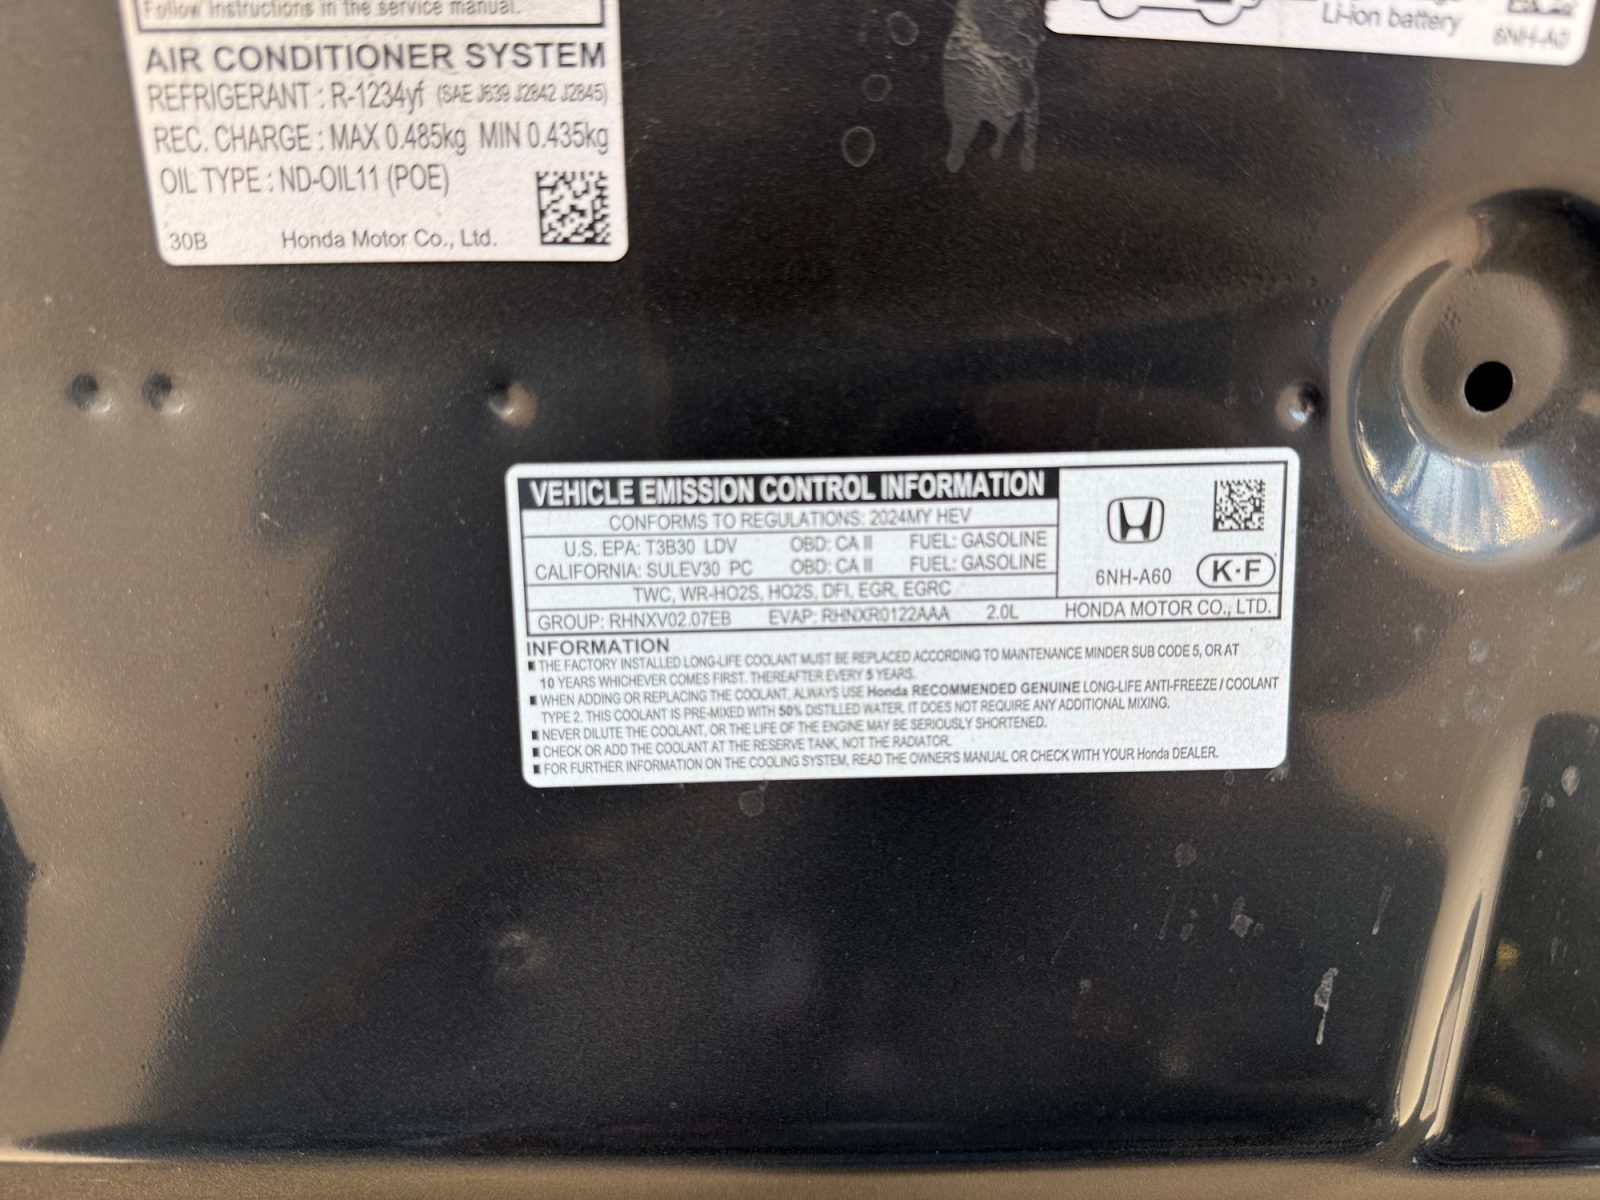 Follow instructions in the service manual.
AIR CONDITIONER SYSTEM
REFRIGERANT : R-1234yf (SAE J639 J2842 J2845)
REC. CHARGE : MAX 0.485kg MIN 0.435kg
OIL TYPE : ND-OIL11 (POE)
30B Honda Motor Co., Ltd.
Li-ion battery
6NH-A0
VEHICLE EMISSION CONTROL INFORMATION
CONFORMS TO REGULATIONS: 2024MY HEV
U.S. EPA: T3B30 LDV OBD: CA II FUEL: GASOLINE
CALIFORNIA: SULEV30 PC OBD: CA II FUEL: GASOLINE
TWC, WR-HO2S, HO2S, DFI, EGR, EGRC
GROUP: RHNXV02.07EB EVAP: RHNXR0122AAA 2.0L
6NH-A60 K·F
HONDA MOTOR CO., LTD.
INFORMATION
■ THE FACTORY INSTALLED LONG-LIFE COOLANT MUST BE REPLACED ACCORDING TO MAINTENANCE MINDER SUB CODE 5, OR AT
10 YEARS WHICHEVER COMES FIRST. THEREAFTER EVERY 5 YEARS.
■ WHEN ADDING OR REPLACING THE COOLANT, ALWAYS USE Honda RECOMMENDED GENUINE LONG-LIFE ANTI-FREEZE / COOLANT
TYPE 2. THIS COOLANT IS PRE-MIXED WITH 50% DISTILLED WATER. IT DOES NOT REQUIRE ANY ADDITIONAL MIXING.
■ NEVER DILUTE THE COOLANT, OR THE LIFE OF THE ENGINE MAY BE SERIOUSLY SHORTENED.
■ CHECK OR ADD THE COOLANT AT THE RESERVE TANK, NOT THE RADIATOR.
■ FOR FURTHER INFORMATION ON THE COOLING SYSTEM, READ THE OWNER'S MANUAL OR CHECK WITH YOUR Honda DEALER.